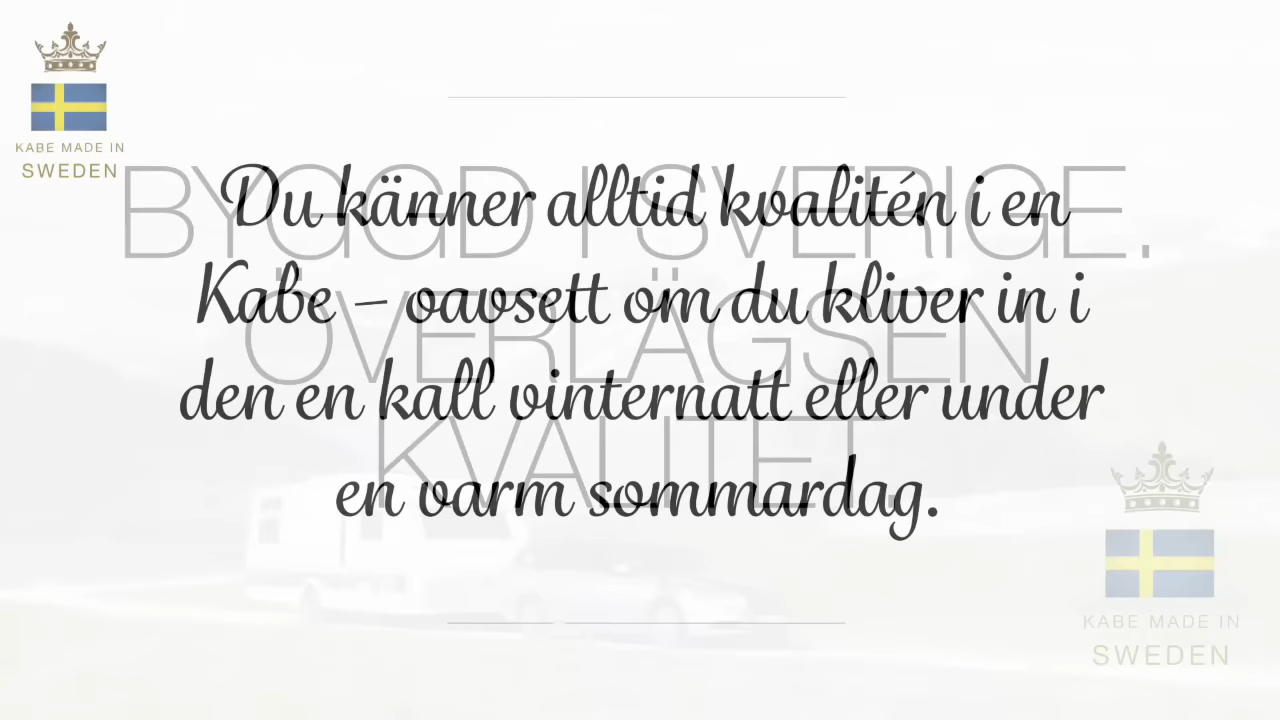 KABE MADE IN
SWEDEN
BYGGD I SVERIGE.
ÖVERLÄGSEN
KVALITET.
Du känner alltid kvalitén i en
Kabe – oavsett om du kliver in i
den en kall vinternatt eller under
en varm sommardag.
KABE MADE IN
SWEDEN